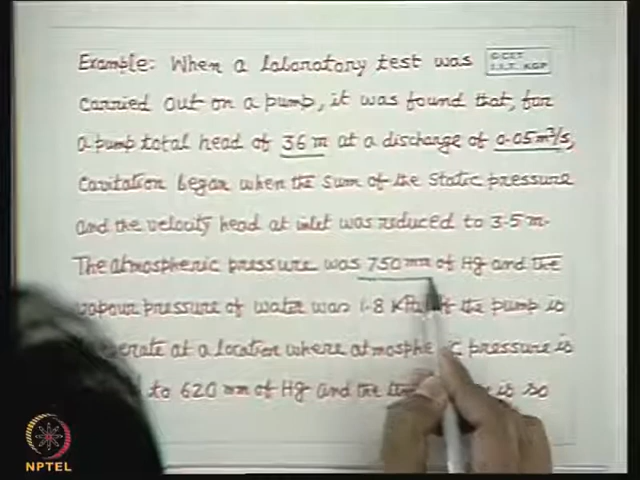 Example: When a laboratory test was
C.CET
I.I.T. KGP
carried out on a pump, it was found that, for
a pump total head of 36 m at a discharge of 0.05 m³/s,
Cavitation began when the sum of the static pressure
and the velocity head at inlet was reduced to 3.5 m.
The atmospheric pressure was 750 mm of Hg and the
vapour pressure of water was 1.8 KPa. If the pump is
at a location where atmospheric pressure is
to 620 mm of Hg and the is so
NPTEL